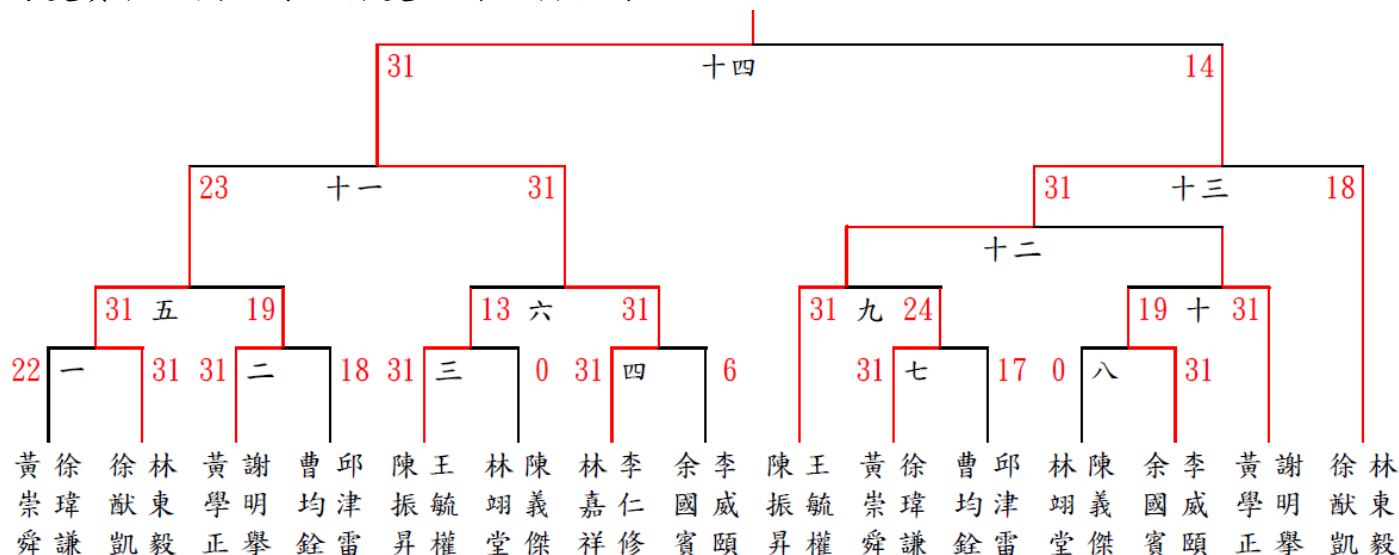 31 十四 14
23 十一 31 31 十三 18
十二
31 五 19 13 六 31 31 九 24 19 十 31
22 一 31 31 二 18 31 三 0 31 四 6 31 七 17 0 八 31
黃崇舜 徐瑋謙 徐猷凱 林東毅 黃學正 謝明擧 曹均銓 邱津雷 陳振昇 王毓權 林翊堂 陳義傑 林嘉祥 李仁修 余國賓 李威頤 陳振昇 王毓權 黃崇舜 徐瑋謙 曹均銓 邱津雷 林翊堂 陳義傑 余國賓 李威頤 黃學正 謝明擧 徐猷凱 林東毅